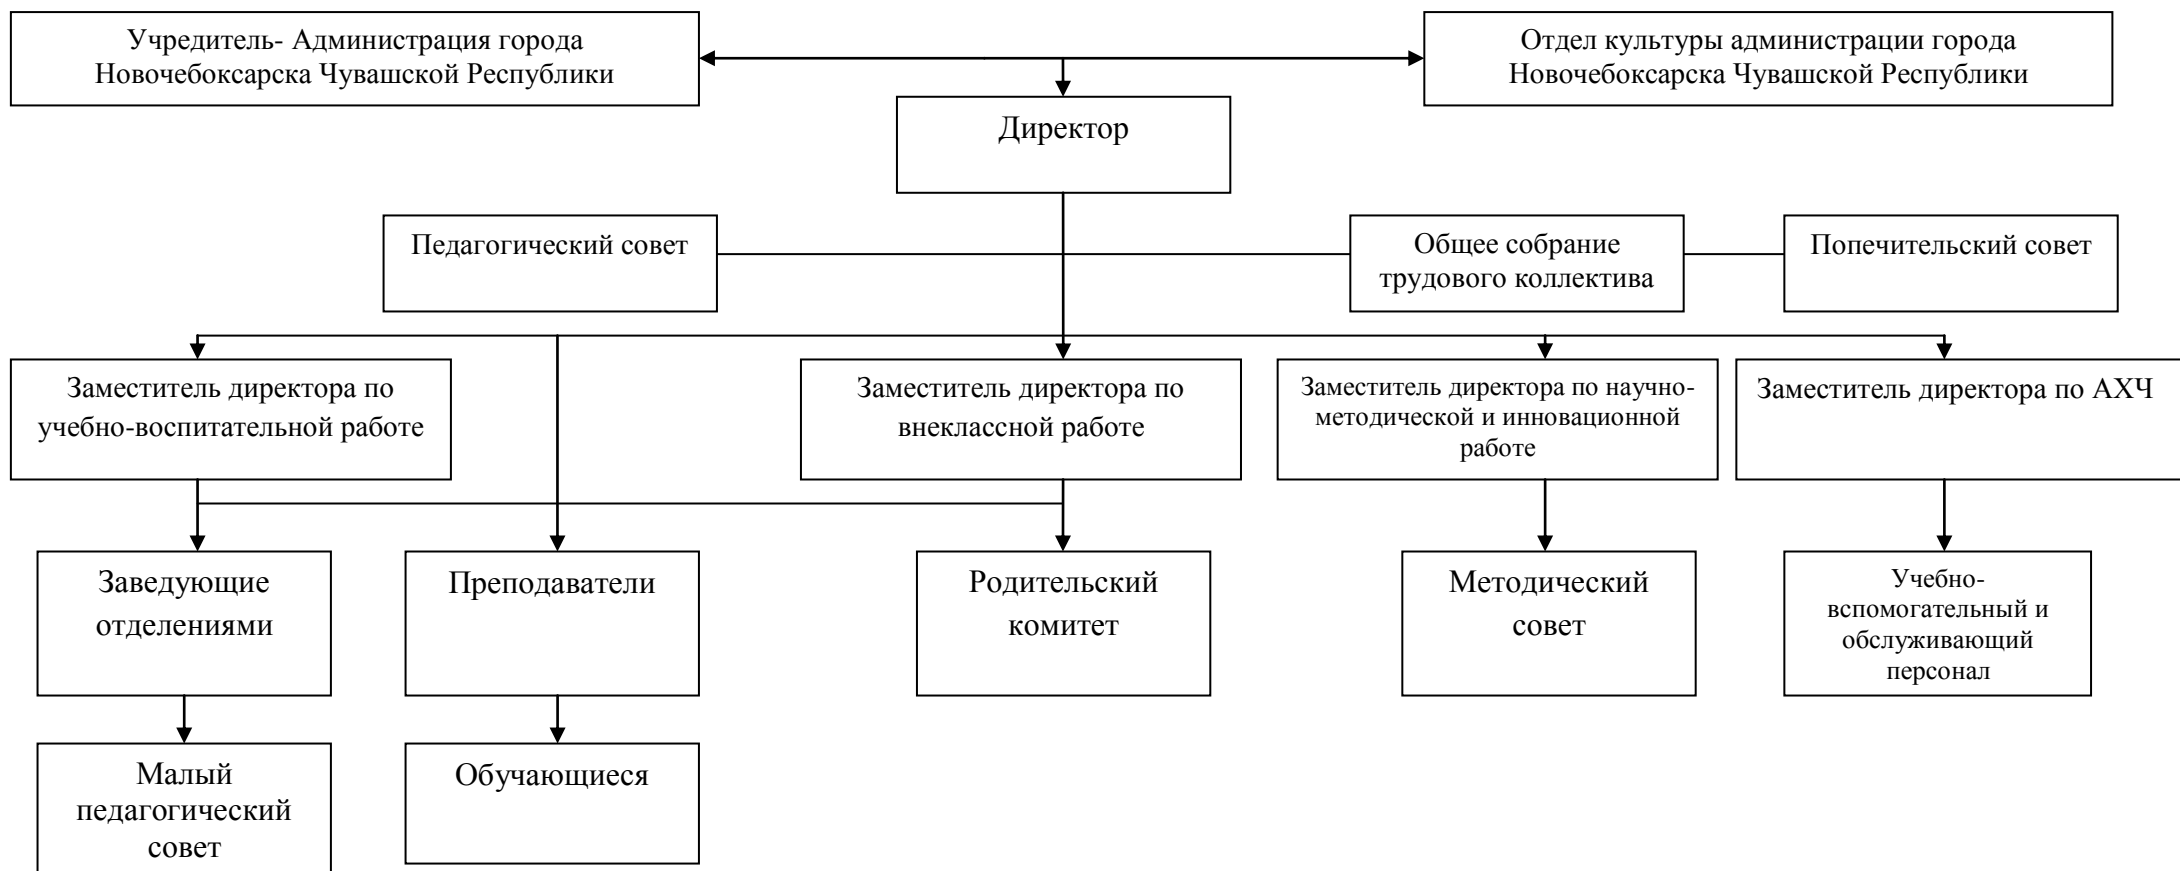 Учредитель- Администрация города
Новочебоксарска Чувашской Республики
Отдел культуры администрации города
Новочебоксарска Чувашской Республики
Директор
Педагогический совет
Общее собрание
трудового коллектива
Попечительский совет
Заместитель директора по
учебно-воспитательной работе
Заместитель директора по
внеклассной работе
Заместитель директора по научно-
методической и инновационной
работе
Заместитель директора по АХЧ
Заведующие
отделениями
Преподаватели
Родительский
комитет
Методический
совет
Учебно-
вспомогательный и
обслуживающий
персонал
Малый
педагогический
совет
Обучающиеся